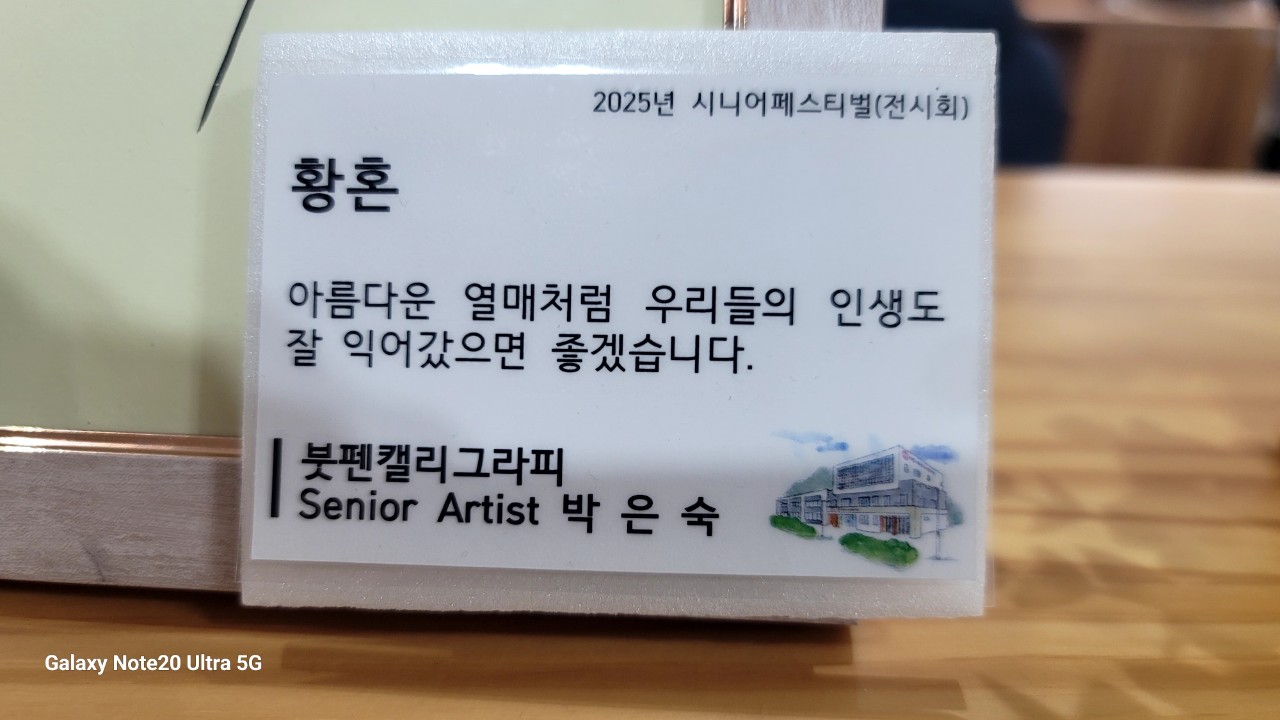 2025년 시니어페스티벌(전시회)
황혼
아름다운 열매처럼 우리들의 인생도
잘 익어갔으면 좋겠습니다.
붓펜캘리그라피
Senior Artist 박 은 숙
Galaxy Note20 Ultra 5G